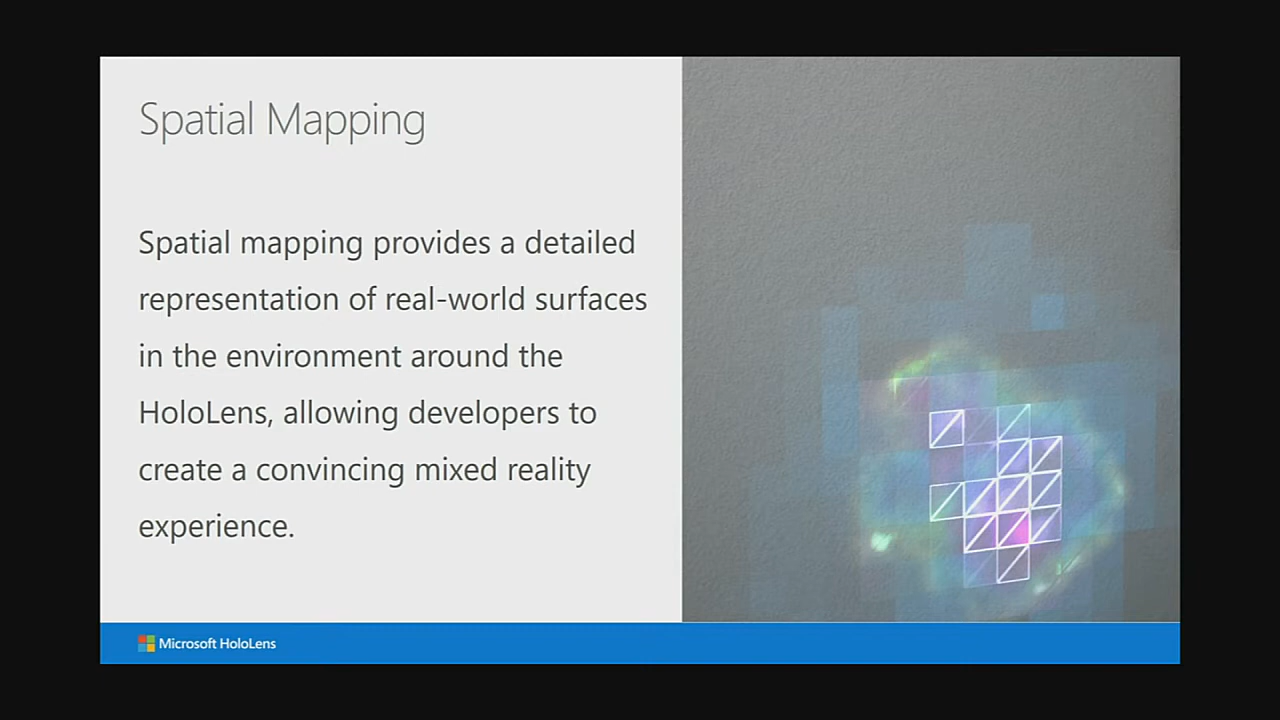 Spatial Mapping
Spatial mapping provides a detailed
representation of real-world surfaces
in the environment around the
HoloLens, allowing developers to
create a convincing mixed reality
experience.
Microsoft HoloLens